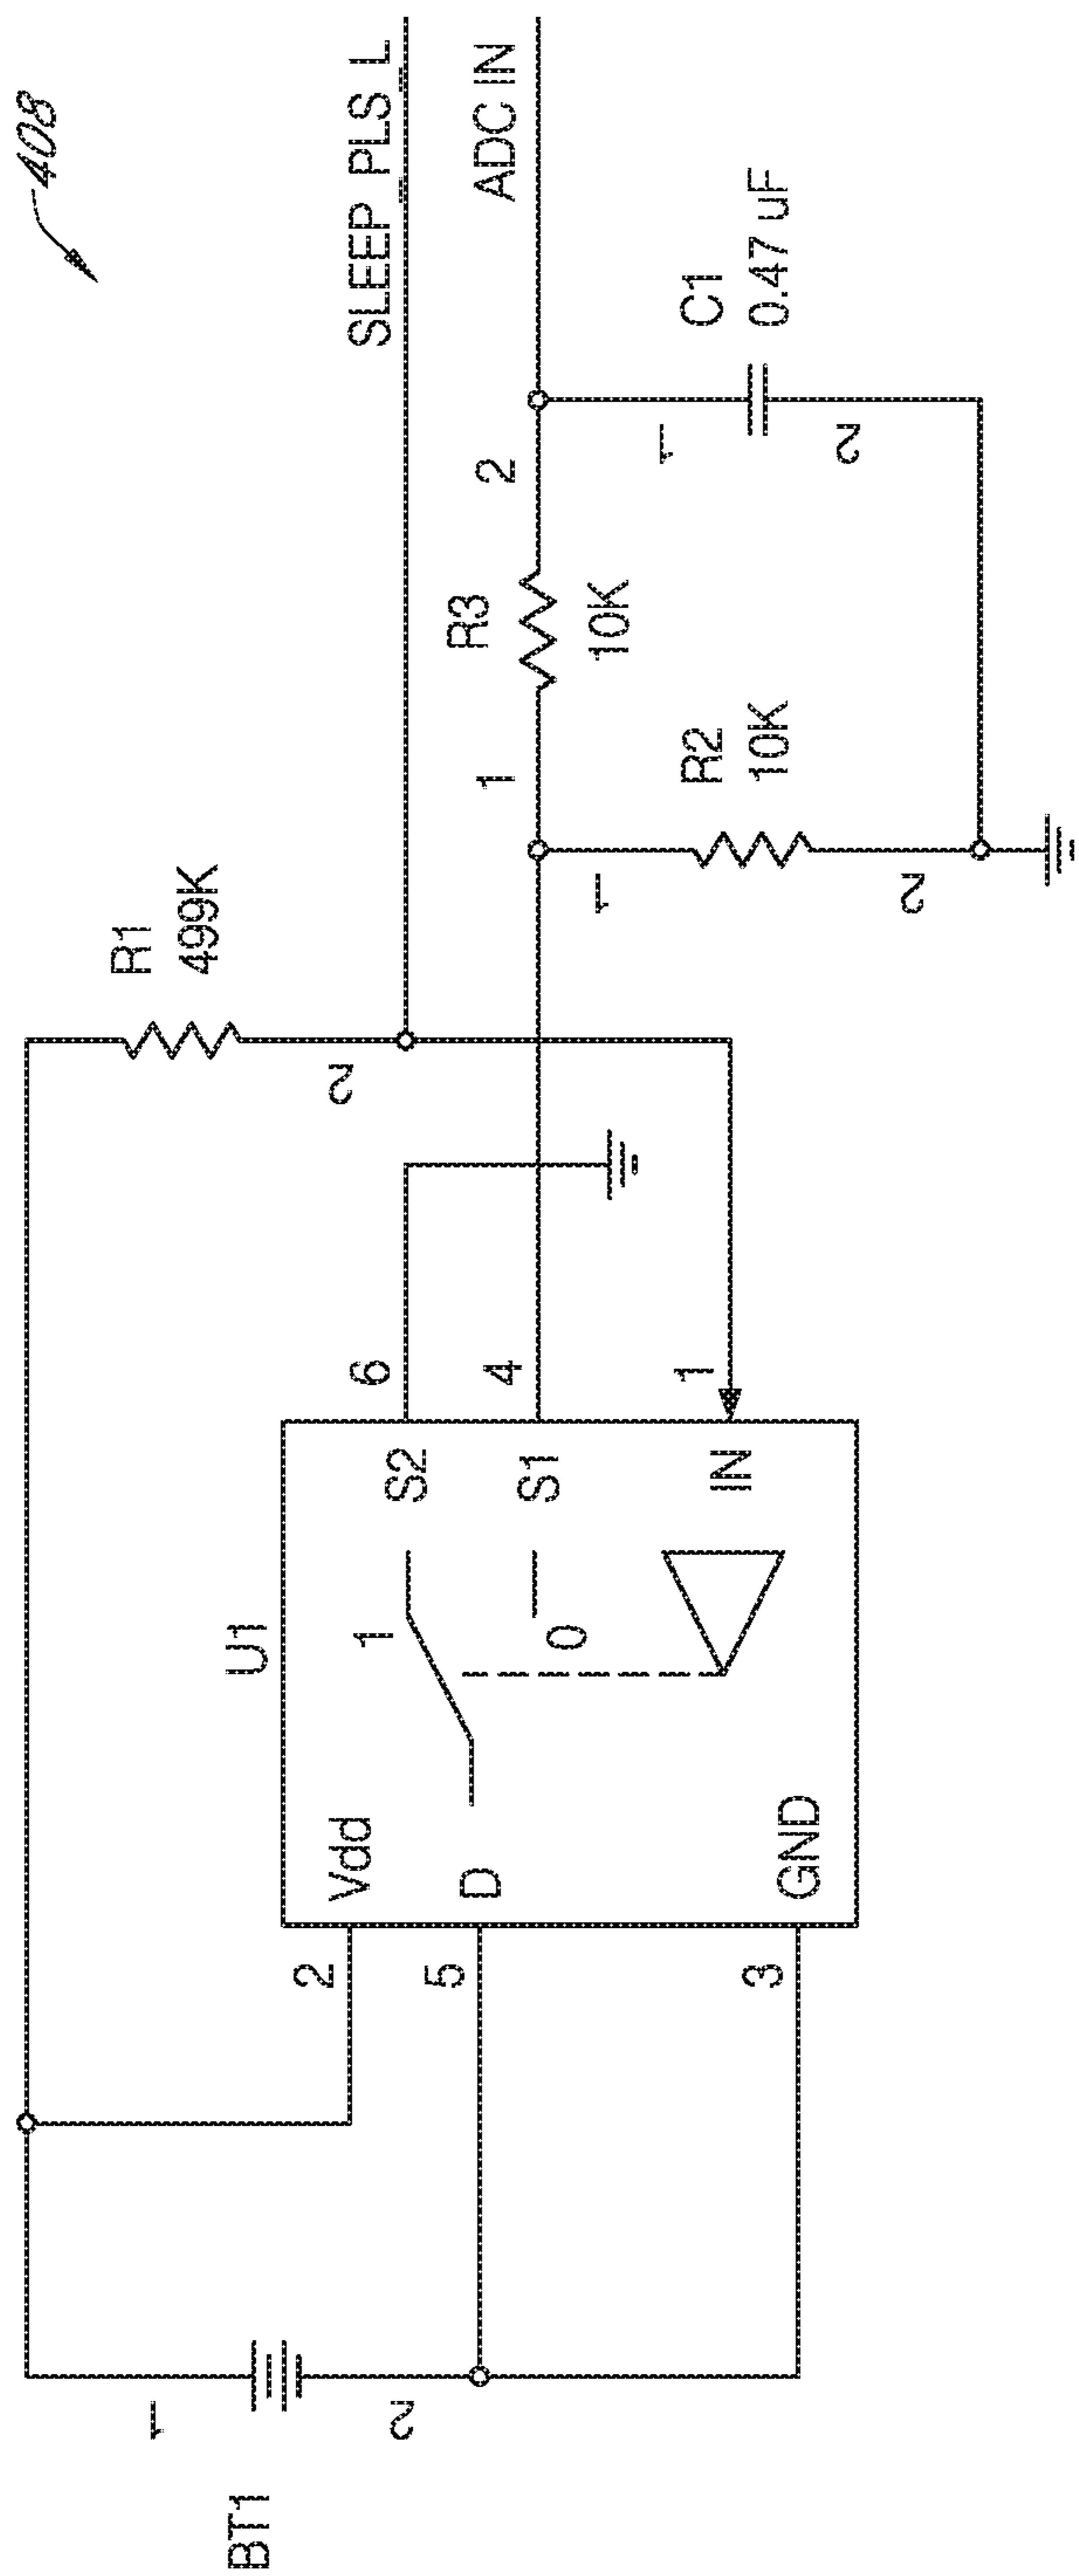 408
BT1
1
2
2
5
3
U1
Vdd
D
GND
1
0
S2
S1
IN
6
4
1
R1
499K
2
SLEEP_PLS_L
ADC IN
1
R3
10K
2
1
R2
10K
2
1
C1
0.47 uF
2